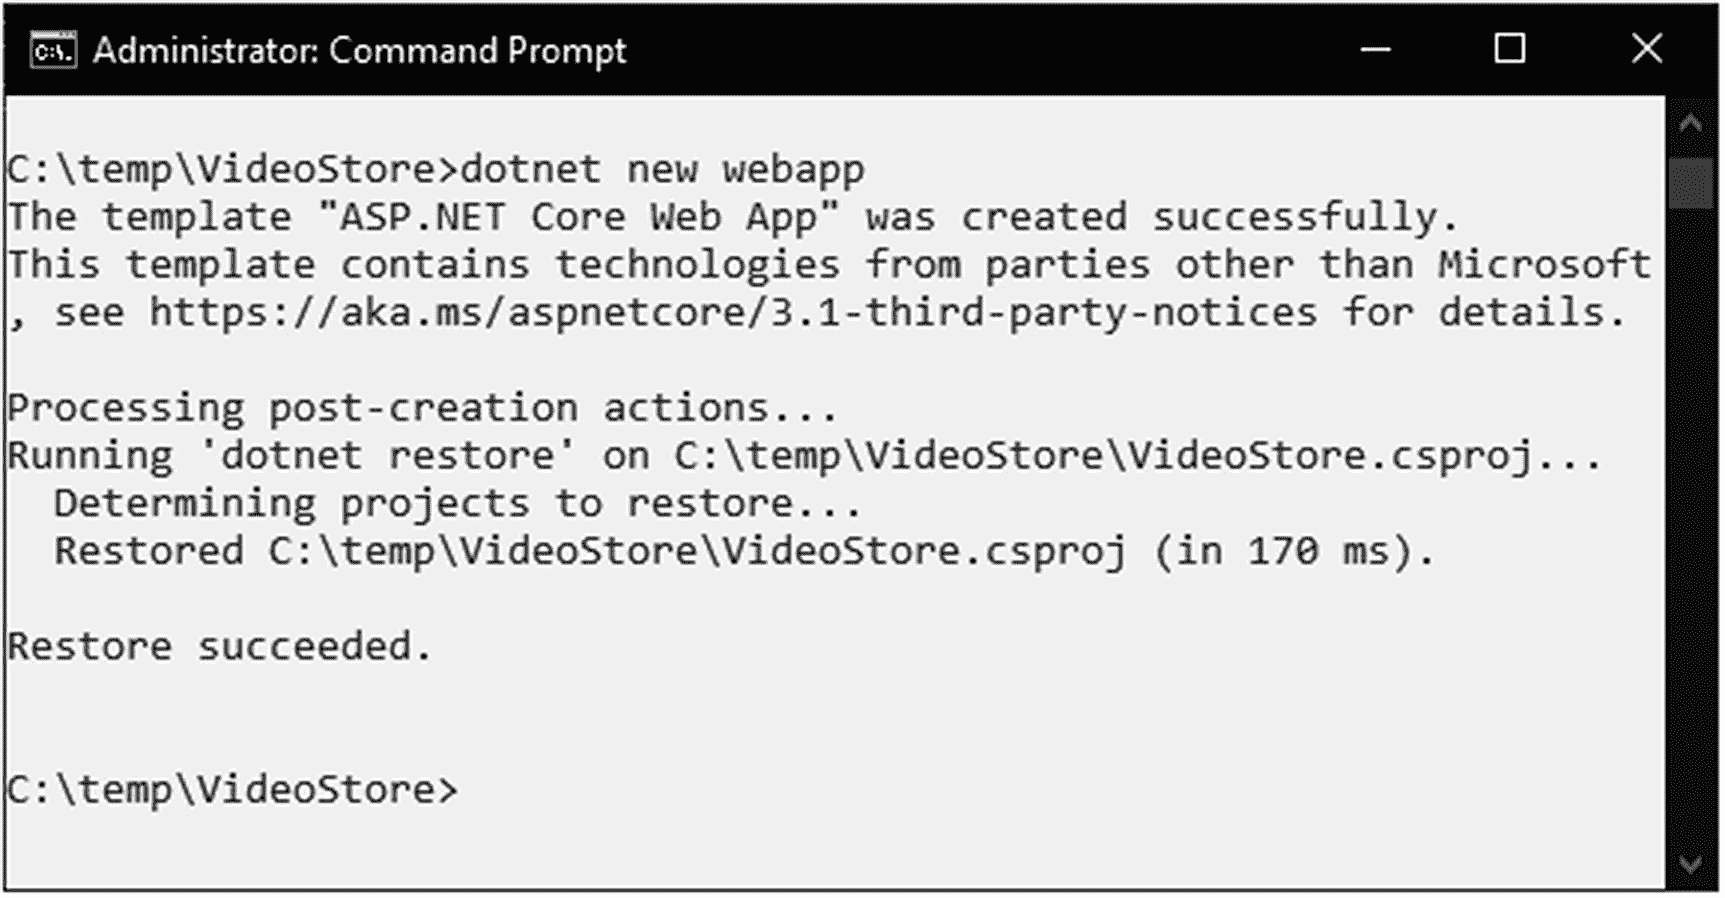 C:\. Administrator: Command Prompt
C:\temp\VideoStore>dotnet new webapp
The template "ASP.NET Core Web App" was created successfully.
This template contains technologies from parties other than Microsoft
, see https://aka.ms/aspnetcore/3.1-third-party-notices for details.
Processing post-creation actions...
Running 'dotnet restore' on C:\temp\VideoStore\VideoStore.csproj...
  Determining projects to restore...
  Restored C:\temp\VideoStore\VideoStore.csproj (in 170 ms).
Restore succeeded.
C:\temp\VideoStore>